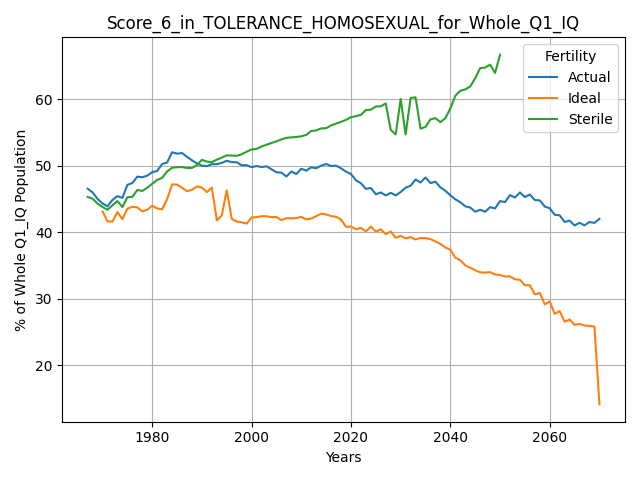 Score_6_in_TOLERANCE_HOMOSEXUAL_for_Whole_Q1_IQ
Fertility
Actual
Ideal
Sterile
% of Whole Q1_IQ Population
60
50
40
30
20
1980
2000
2020
2040
2060
Years